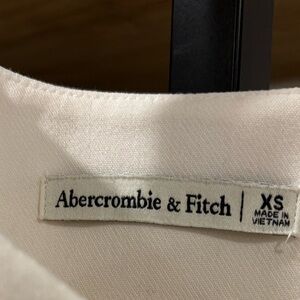 Abercrombie & Fitch | XS
MADE IN
VIETNAM